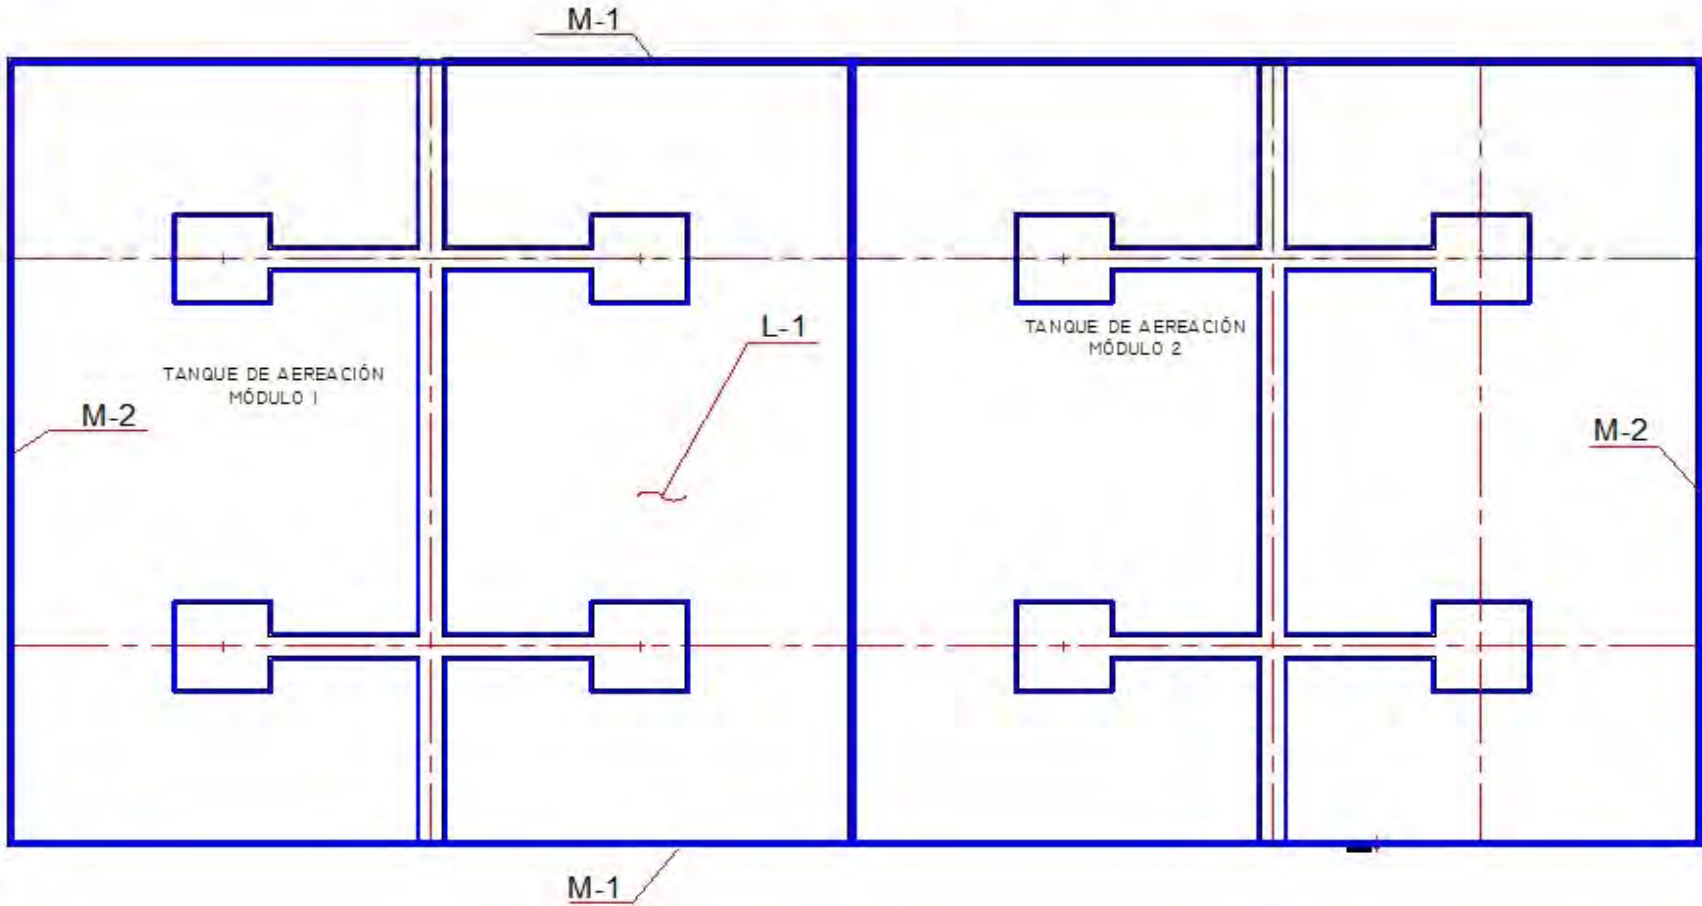 M-1
L-1
TANQUE DE AEREACIÓN
MÓDULO 2
TANQUE DE AEREACIÓN
MÓDULO 1
M-2
M-2
M-1